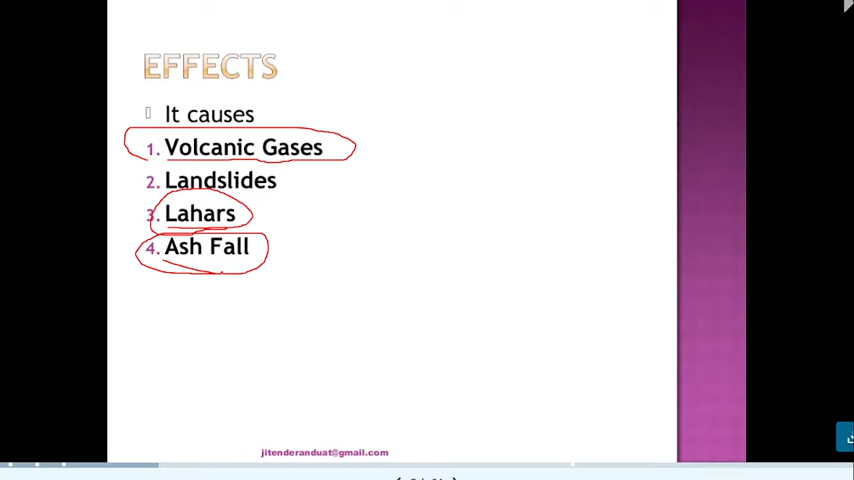 EFFECTS
It causes
1. Volcanic Gases
2. Landslides
3. Lahars
4. Ash Fall
jitenderanduat@gmail.com